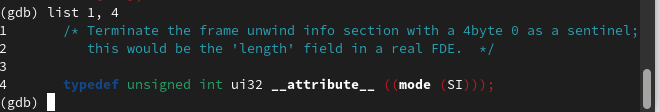 (gdb) list 1, 4
1 /* Terminate the frame unwind info section with a 4byte 0 as a sentinel;
2 this would be the 'length' field in a real FDE. */
3
4 typedef unsigned int ui32 __attribute__ ((mode (SI)));
(gdb)